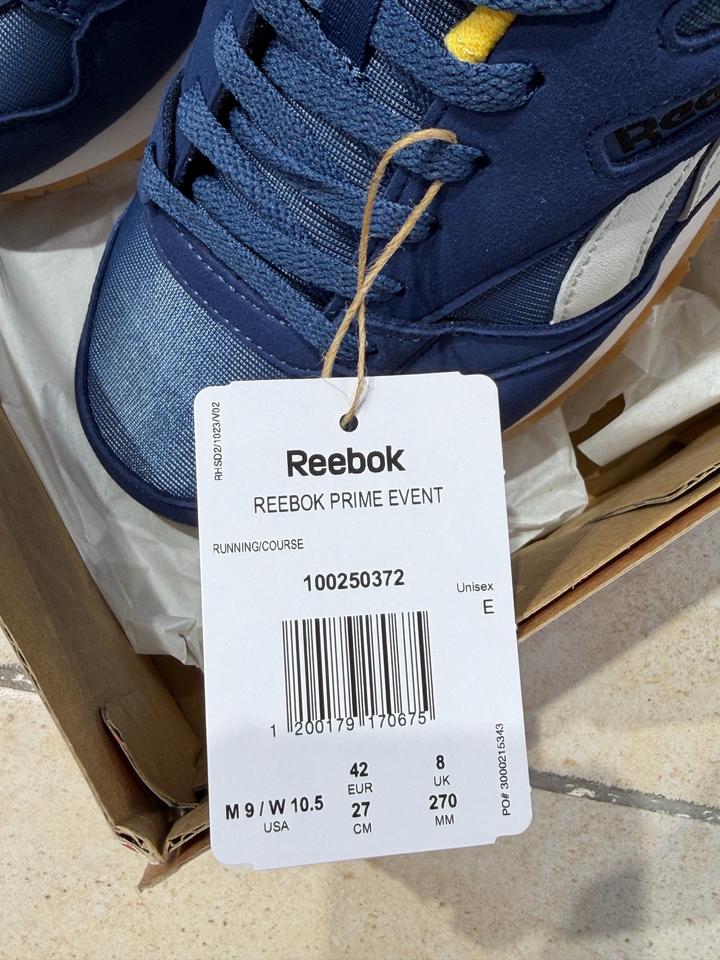 RHSD2/1023/V02
Reebok
REEBOK PRIME EVENT
RUNNING/COURSE
100250372
Unisex
E
1 200179 170675
42
EUR
8
UK
M 9 / W 10.5
USA
27
CM
270
MM
PO# 3000215343
Ree